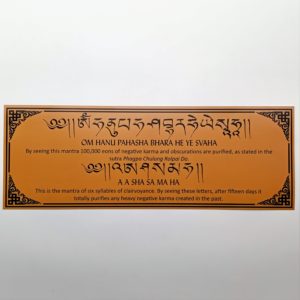 ༄༅།།ཨོཾ་ཧ་ནུ་པ་ཧ་ཤ་བྷ་ར་ཧེ་ཡེ་སྭཱ་ཧཱ།།
OM HANU PAHASHA BHARA HE YE SVAHA
By seeing this mantra 100,000 eons of negative karma and obscurations are purified, as stated in the
sutra Phagpa Chulung Rolpai Do.
༄༅།།ཨ་ཨཱ་ཤ་ས་མ་ཧ།།
A A SHA SA MA HA
This is the mantra of six syllables of clairvoyance. By seeing these letters, after fifteen days it
totally purifies any heavy negative karma created in the past.